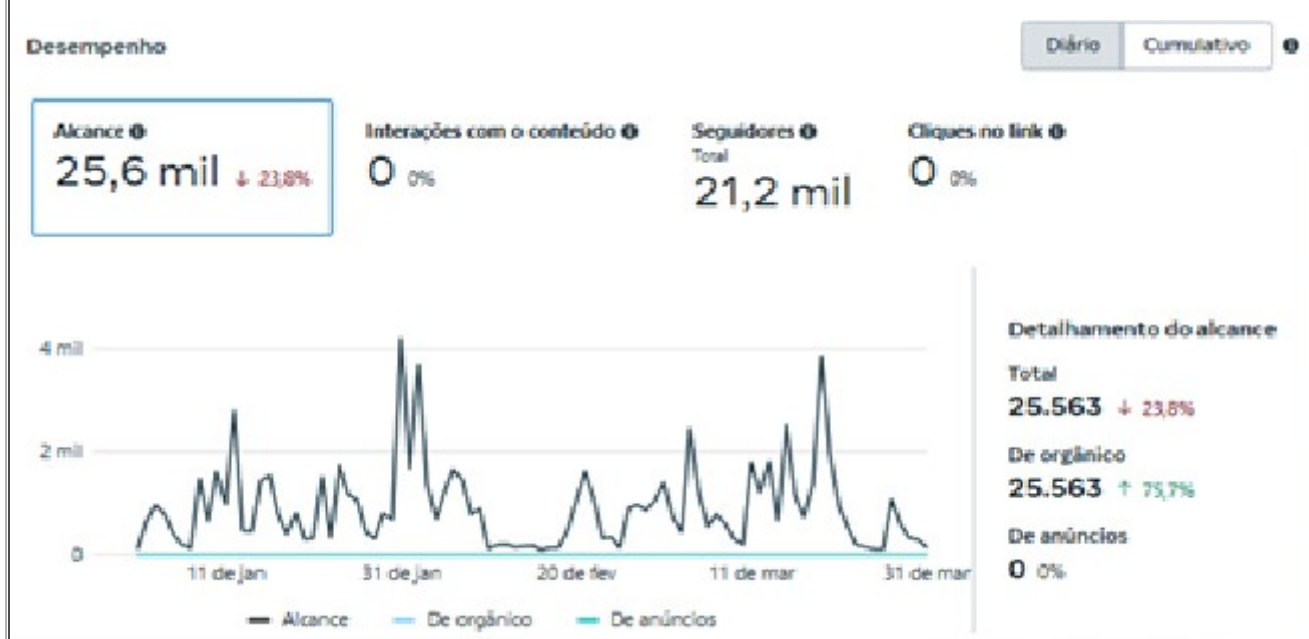 Desempenho
Diário Cumulativo
Alcance
25,6 mil ↓ 23,8%
Interações com o conteúdo
0 0%
Seguidores
Total
21,2 mil
Cliques no link
0 0%
4 mil
2 mil
0
11 de jan 31 de jan 20 de fev 11 de mar 31 de mar
Alcance De orgânico De anúncios
Detalhamento do alcance
Total
25.563 ↓ 23,8%
De orgânico
25.563 ↑ 75,7%
De anúncios
0 0%